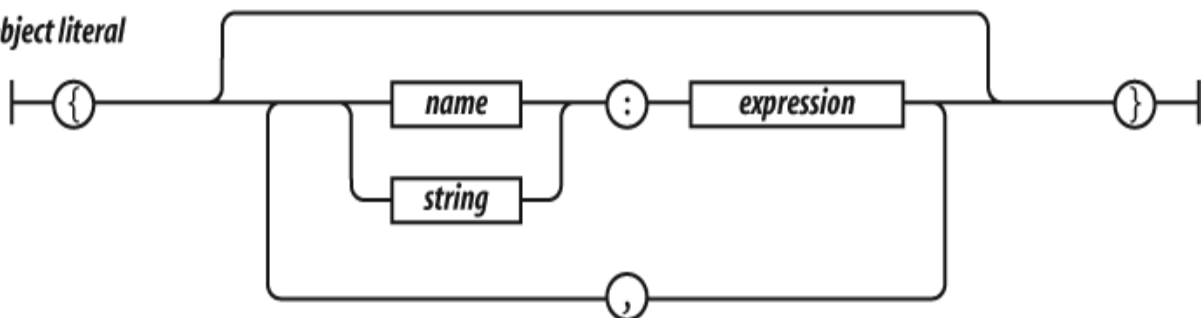 bject literal
{ name : expression }
string
,